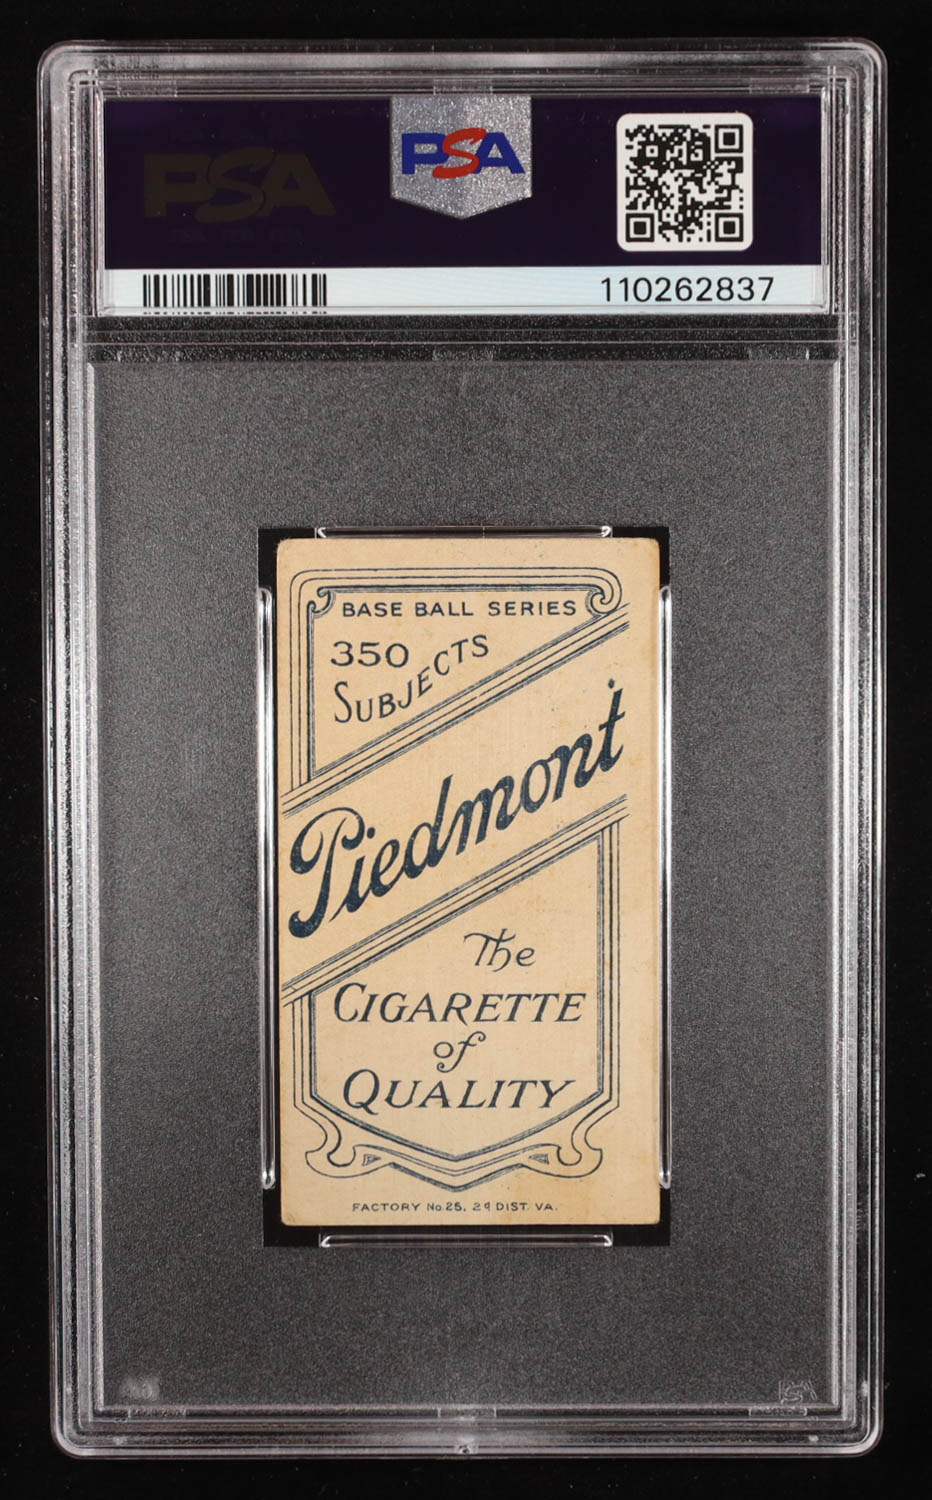 PSA
PSA
110262837
BASE BALL SERIES
350
SUBJECTS
Piedmont
The
CIGARETTE
of
QUALITY
FACTORY No. 25, 2d DIST. VA.
PSA